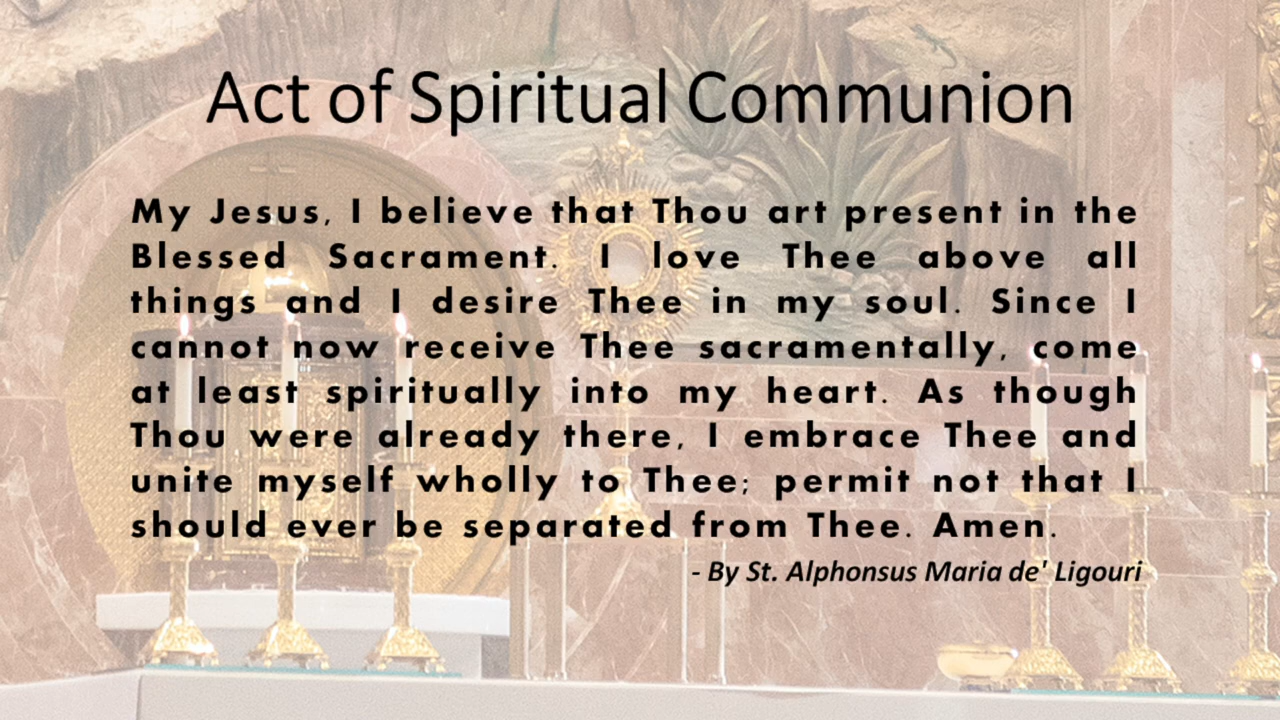 Act of Spiritual Communion
My Jesus, I believe that Thou art present in the
Blessed Sacrament. I love Thee above all
things and I desire Thee in my soul. Since I
cannot now receive Thee sacramentally, come
at least spiritually into my heart. As though
Thou were already there, I embrace Thee and
unite myself wholly to Thee; permit not that I
should ever be separated from Thee. Amen.
- By St. Alphonsus Maria de' Ligouri